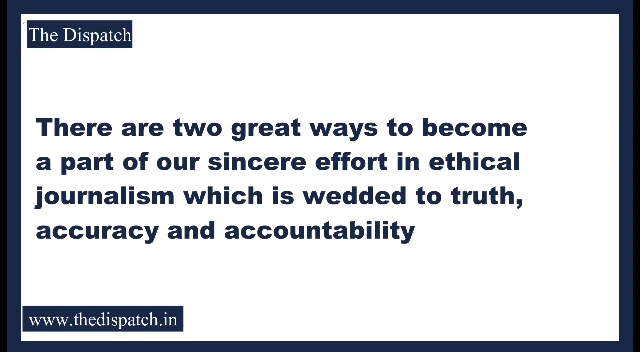 The Dispatch
There are two great ways to become
a part of our sincere effort in ethical
journalism which is wedded to truth,
accuracy and accountability
www.thedispatch.in